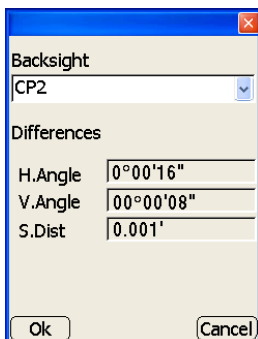 Backsight
CP2
Differences
H.Angle 0°00'16"
V.Angle 00°00'08"
S.Dist 0.001'
Ok Cancel